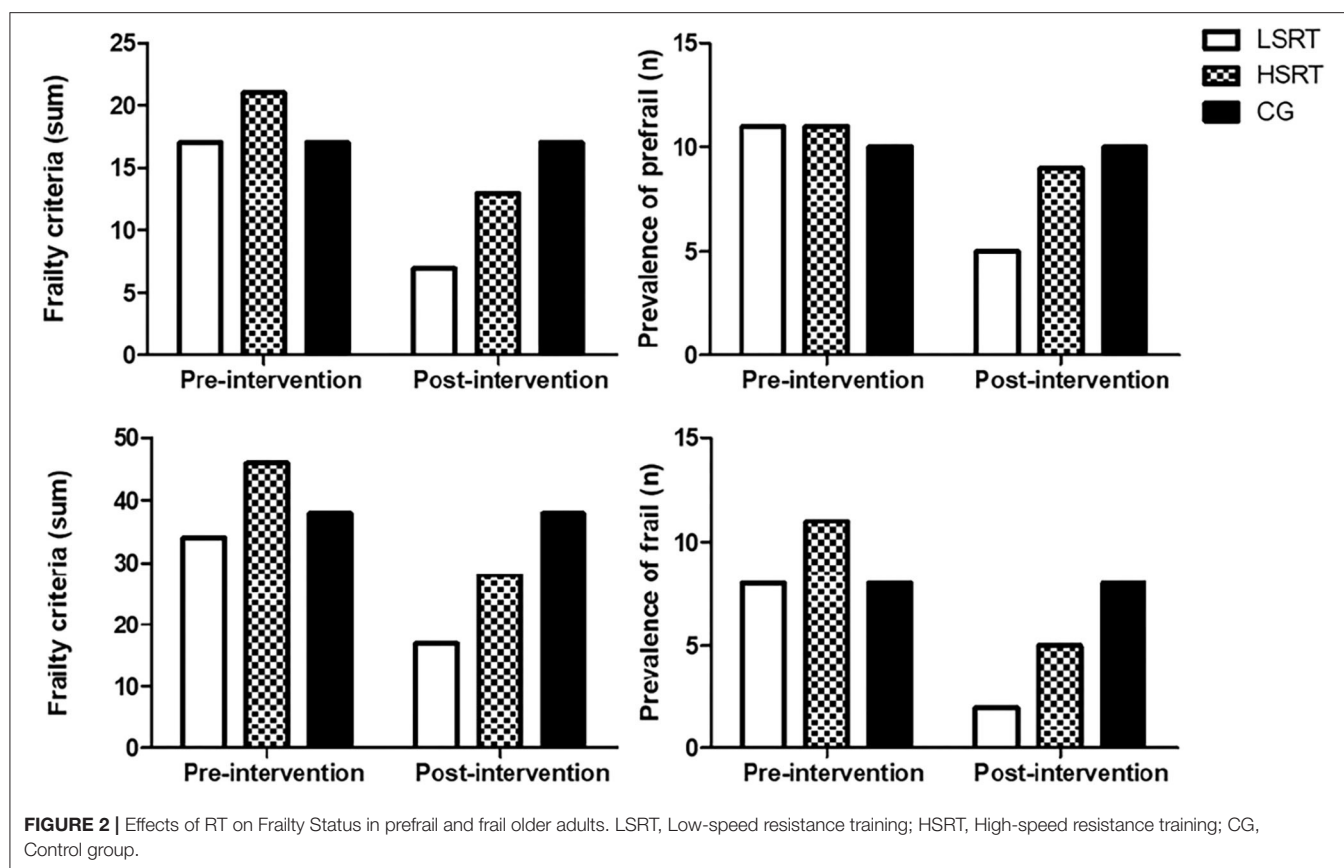 25
20
15
10
5
0
Frailty criteria (sum)
Pre-intervention
Post-intervention
15
10
5
0
Prevalence of prefrail (n)
Pre-intervention
Post-intervention
LSRT
HSRT
CG
50
40
30
20
10
0
Frailty criteria (sum)
Pre-intervention
Post-intervention
15
10
5
0
Prevalence of frail (n)
Pre-intervention
Post-intervention
FIGURE 2 | Effects of RT on Frailty Status in prefrail and frail older adults. LSRT, Low-speed resistance training; HSRT, High-speed resistance training; CG,
Control group.